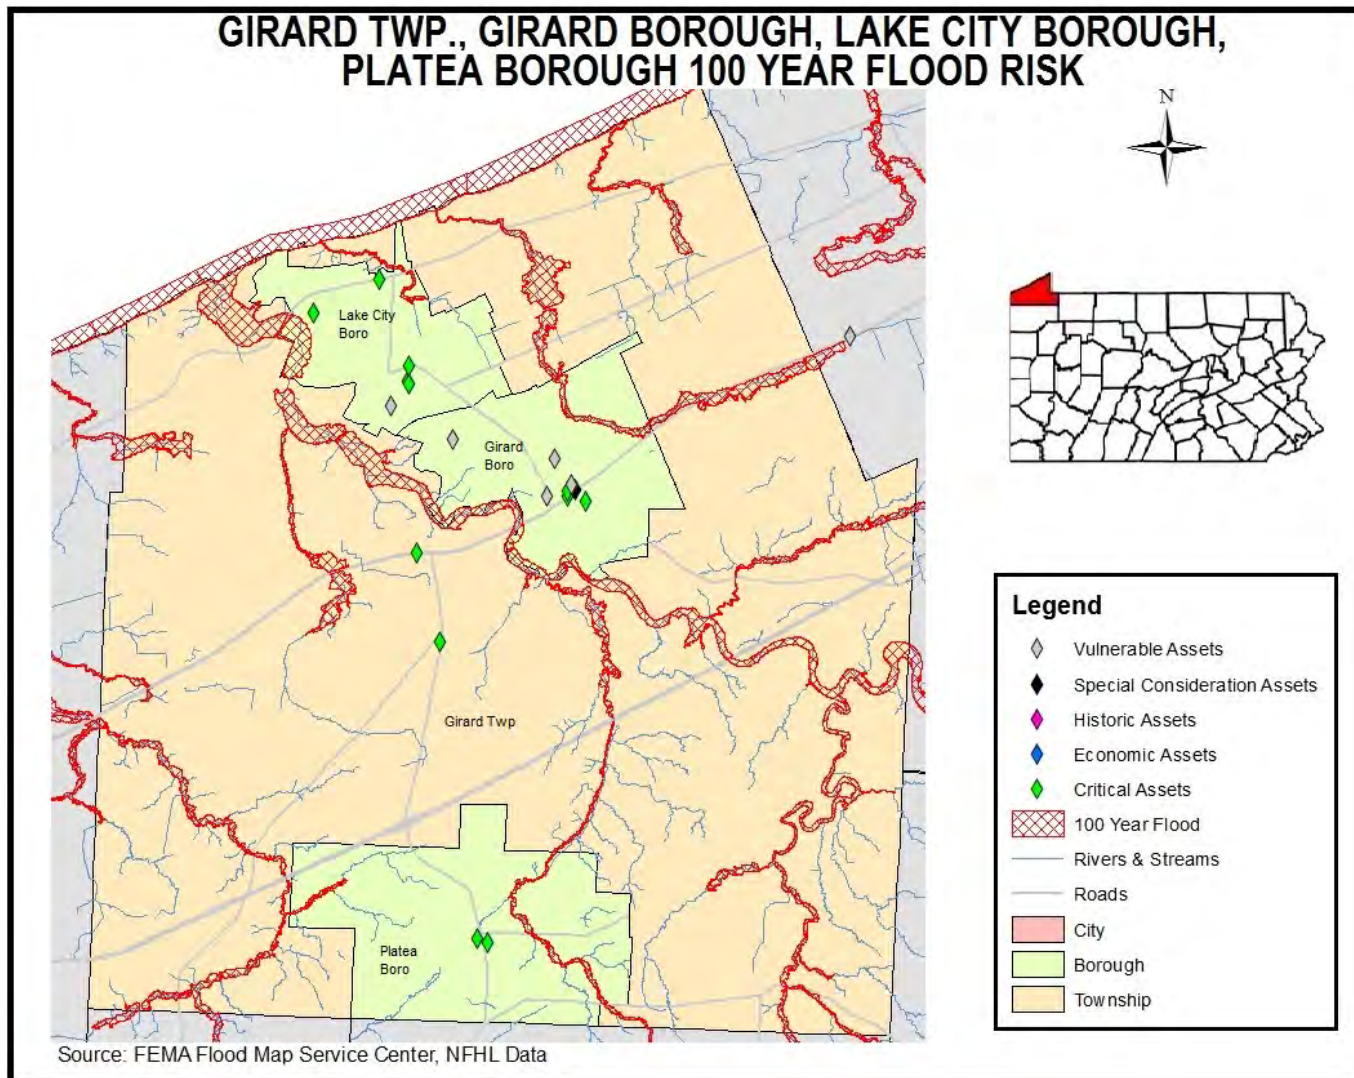 GIRARD TWP., GIRARD BOROUGH, LAKE CITY BOROUGH,
PLATEA BOROUGH 100 YEAR FLOOD RISK
N
Lake City
Boro
Girard
Boro
Girard Twp
Platea
Boro
Legend
Vulnerable Assets
Special Consideration Assets
Historic Assets
Economic Assets
Critical Assets
100 Year Flood
Rivers & Streams
Roads
City
Borough
Township
Source: FEMA Flood Map Service Center, NFHL Data